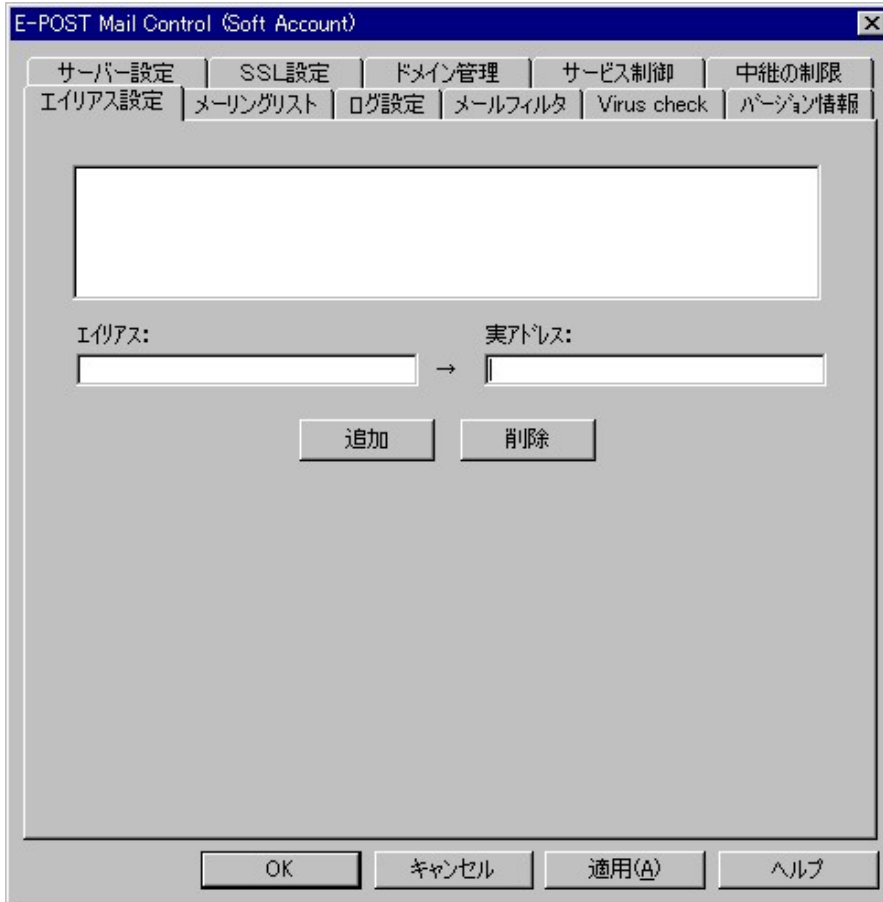 E-POST Mail Control (Soft Account)
サーバー設定 SSL設定 ドメイン管理 サービス制御 中継の制限
エイリアス設定 メーリングリスト ログ設定 メールフィルタ Virus check バージョン情報
エイリアス: → 実アドレス:
追加 削除
OK キャンセル 適用(A) ヘルプ